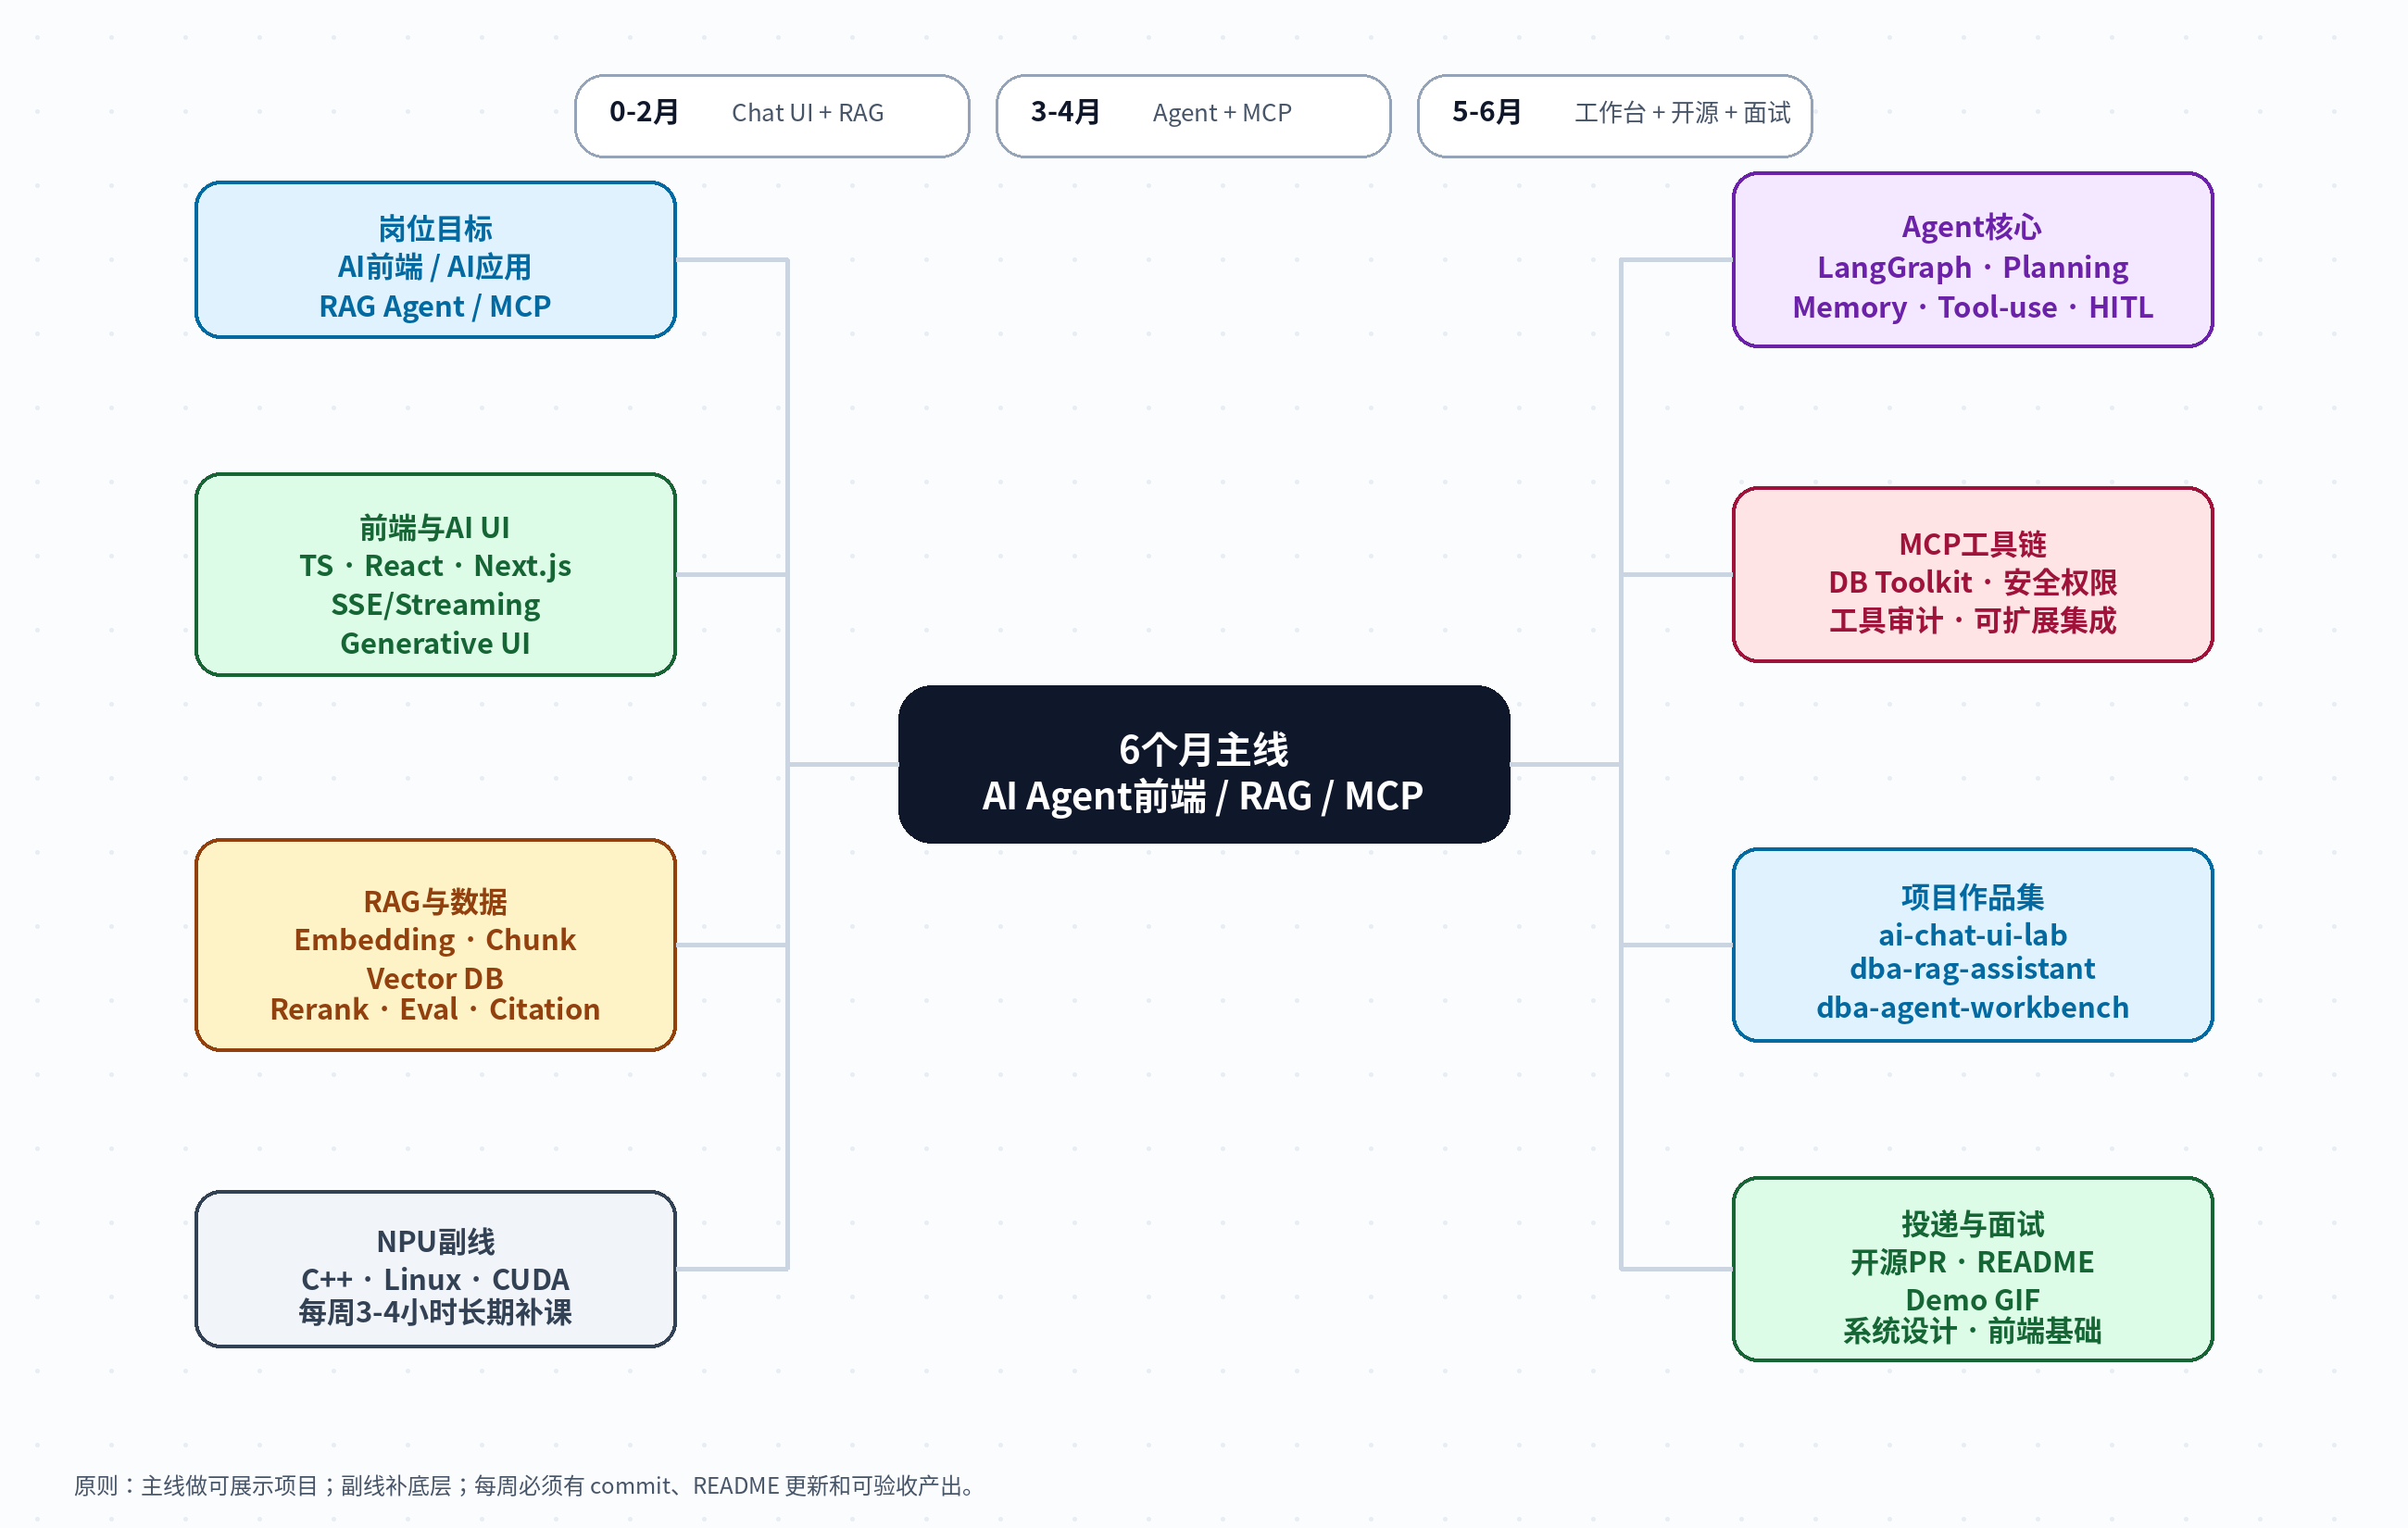 0-2月 Chat UI + RAG
3-4月 Agent + MCP
5-6月 工作台 + 开源 + 面试
岗位目标
AI前端 / AI应用
RAG Agent / MCP
前端与AI UI
TS · React · Next.js
SSE/Streaming
Generative UI
RAG与数据
Embedding · Chunk
Vector DB
Rerank · Eval · Citation
NPU副线
C++ · Linux · CUDA
每周3-4小时长期补课
6个月主线
AI Agent前端 / RAG / MCP
Agent核心
LangGraph · Planning
Memory · Tool-use · HITL
MCP工具链
DB Toolkit · 安全权限
工具审计 · 可扩展集成
项目作品集
ai-chat-ui-lab
dba-rag-assistant
dba-agent-workbench
投递与面试
开源PR · README
Demo GIF
系统设计 · 前端基础
原则：主线做可展示项目；副线补底层；每周必须有 commit、README 更新和可验收产出。